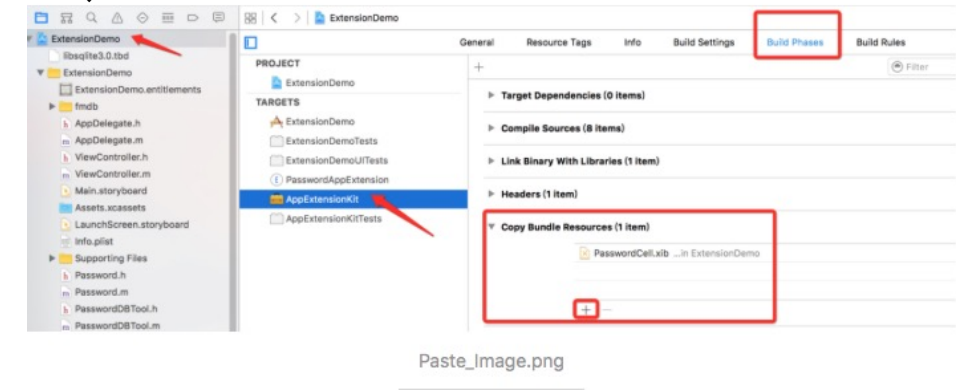 ExtensionDemo
ExtensionDemo
libsqlite3.0.tbd
ExtensionDemo
ExtensionDemo.entitlements
fmdb
AppDelegate.h
AppDelegate.m
ViewController.h
ViewController.m
Main.storyboard
Assets.xcassets
LaunchScreen.storyboard
Info.plist
Supporting Files
Password.h
Password.m
PasswordDBTool.h
PasswordDBTool.m
General Resource Tags Info Build Settings Build Phases Build Rules
PROJECT
ExtensionDemo
TARGETS
ExtensionDemo
ExtensionDemoTests
ExtensionDemoUITests
PasswordAppExtension
AppExtensionKit
AppExtensionKitTests
+ Filter
Target Dependencies (0 items)
Compile Sources (8 items)
Link Binary With Libraries (1 item)
Headers (1 item)
Copy Bundle Resources (1 item)
PasswordCell.xib ...in ExtensionDemo
+ −
Paste_Image.png